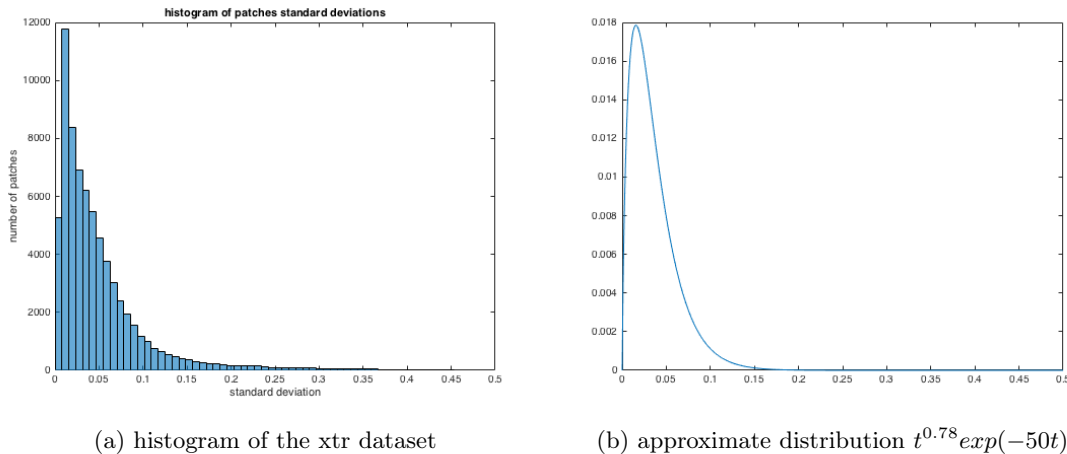 histogram of patches standard deviations
12000
10000
8000
6000
4000
2000
0
number of patches
0 0.05 0.1 0.15 0.2 0.25 0.3 0.35 0.4 0.45 0.5
standard deviation
(a) histogram of the xtr dataset
0.018
0.016
0.014
0.012
0.01
0.008
0.006
0.004
0.002
0
0 0.05 0.1 0.15 0.2 0.25 0.3 0.35 0.4 0.45 0.5
(b) approximate distribution t^0.78 exp(−50t)